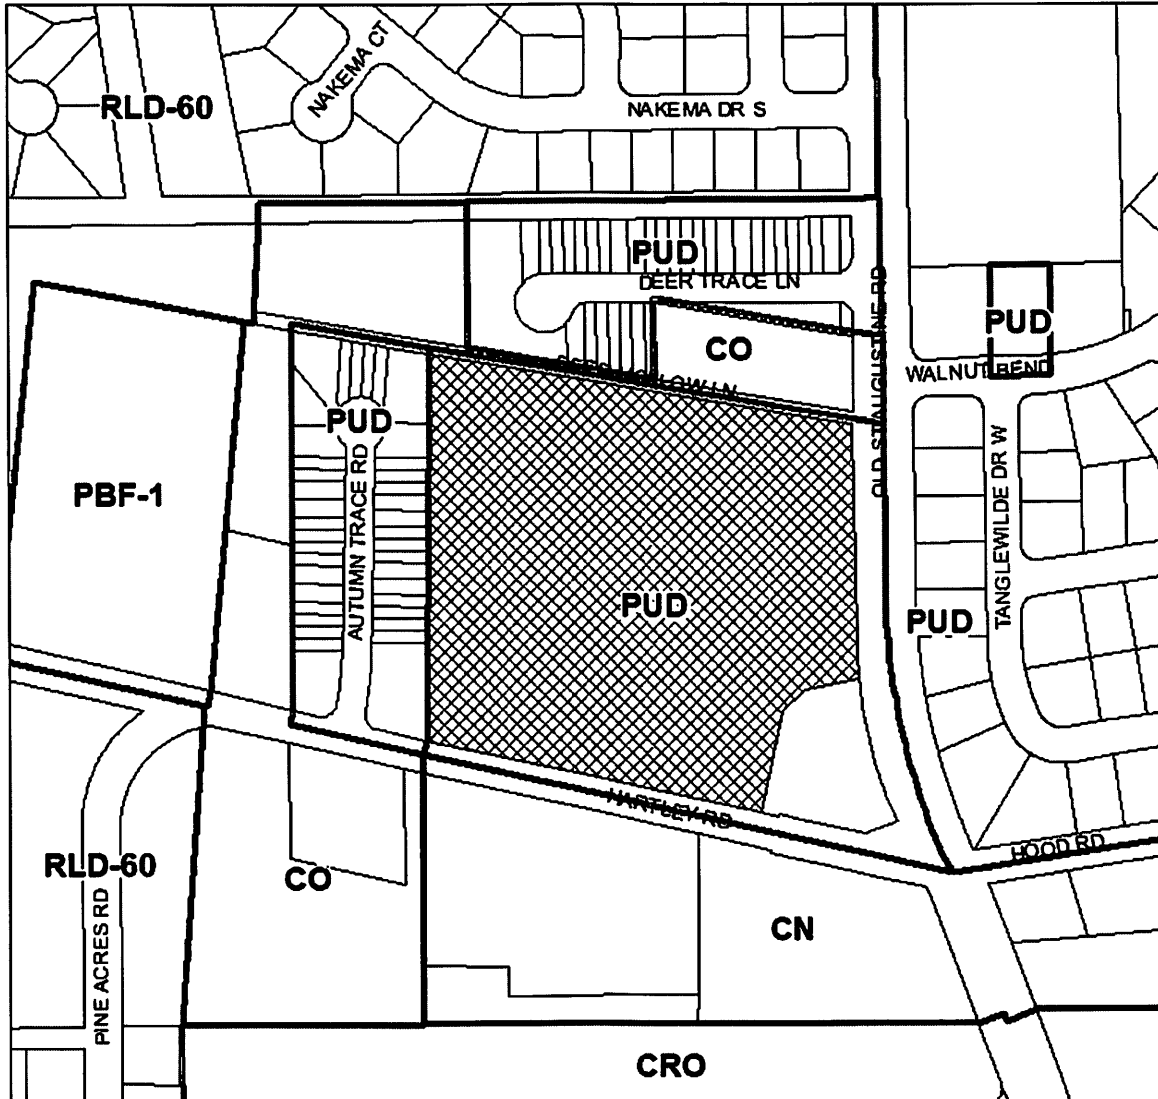 NAKEMA CT
RLD-60
NAKEMA DR S
PUD
DEER TRACE LN
OLD ST AUGUSTINE RD
PUD
CO
WALNUT BEND
LOW LN
PUD
AUTUMN TRACE RD
TANGLEWILDE DR W
PBF-1
PUD
PUD
HARTLEY RD
HOOD RD
RLD-60
CO
PINE ACRES RD
CN
CRO